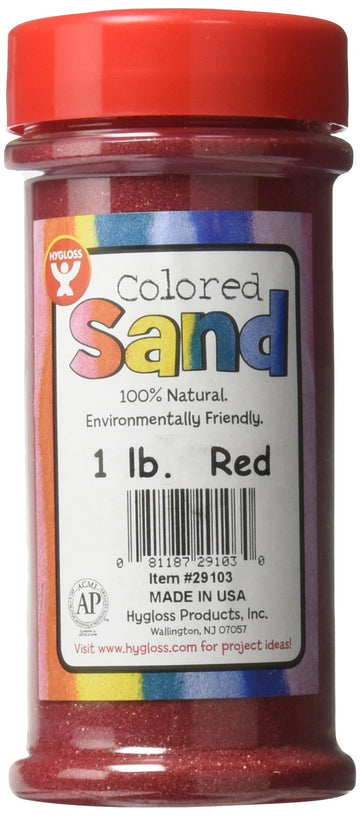 HYGLOSS
Colored
Sand
100% Natural.
Environmentally Friendly.
1 lb. Red
0 81187 29103 0
Item #29103
MADE IN USA
Hygloss Products, Inc.
Wallington, NJ 07057
Visit www.hygloss.com for project ideas!
ACMI
AP